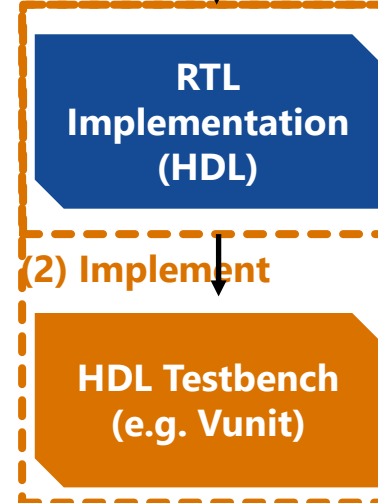 RTL
Implementation
(HDL)
(2) Implement
HDL Testbench
(e.g. Vunit)